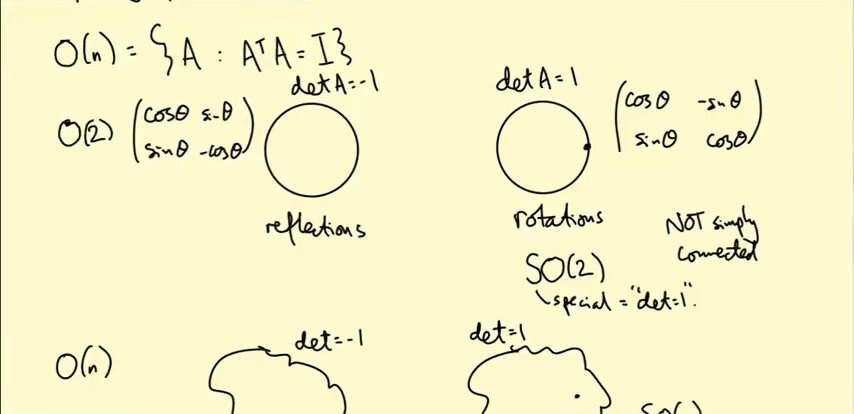 O(n) = { A : AᵀA = I }
det A = -1
det A = 1
O(2) (cosθ sinθ
sinθ -cosθ)
(cosθ -sinθ
sinθ cosθ)
reflections
rotations
NOT simply
connected
SO(2)
special = "det=1".
O(n)
det=-1
det=1